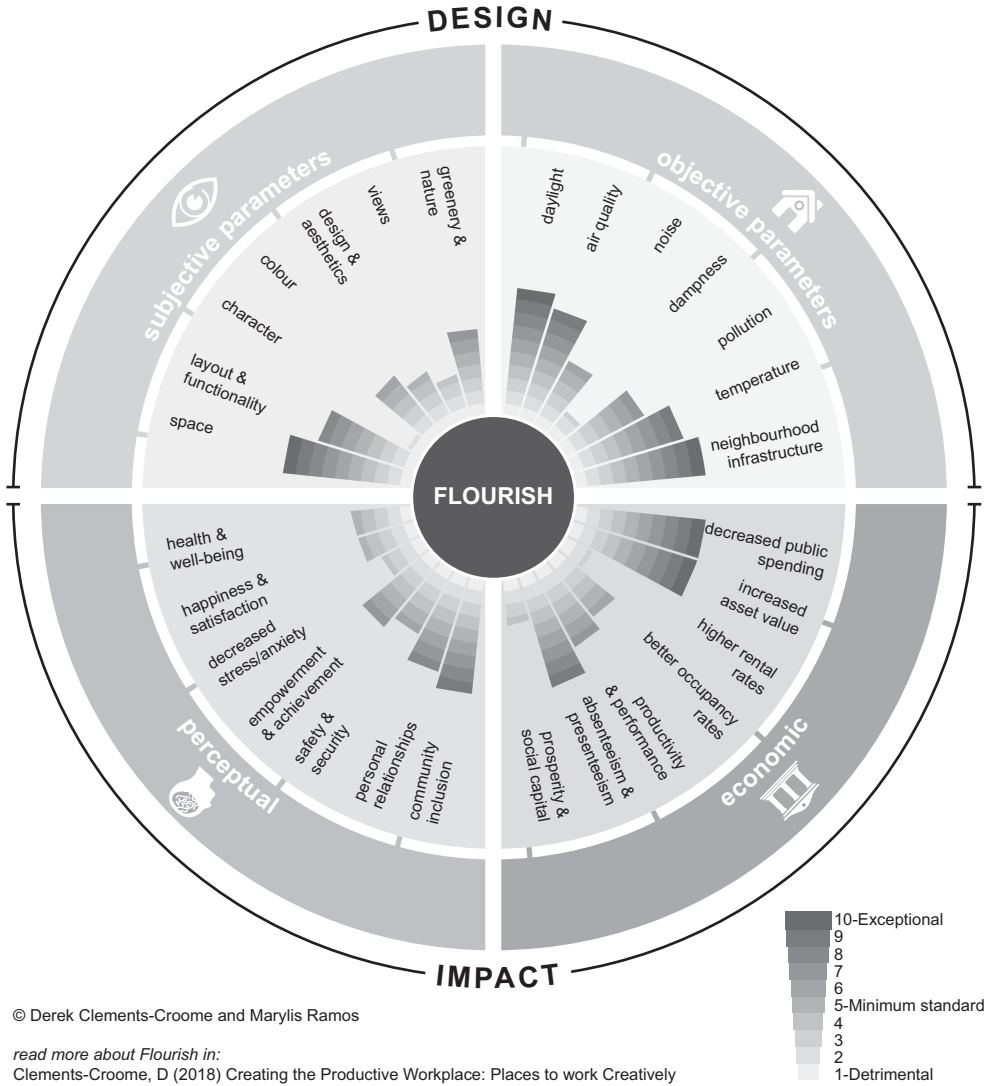 DESIGN
subjective parameters
objective parameters
greenery &
nature
views
design &
aesthetics
colour
character
layout &
functionality
space
daylight
air quality
noise
dampness
pollution
temperature
neighbourhood
infrastructure
FLOURISH
health &
well-being
happiness &
satisfaction
decreased
stress/anxiety
empowerment
& achievement
safety &
security
personal
relationships
community
inclusion
decreased public
spending
increased
asset value
higher rental
rates
better occupancy
rates
productivity
& performance
absenteeism &
presenteeism
prosperity &
social capital
perceptual
economic
IMPACT
10-Exceptional
9
8
7
6
5-Minimum standard
4
3
2
1-Detrimental
© Derek Clements-Croome and Marylis Ramos
read more about Flourish in:
Clements-Croome, D (2018) Creating the Productive Workplace: Places to work Creatively